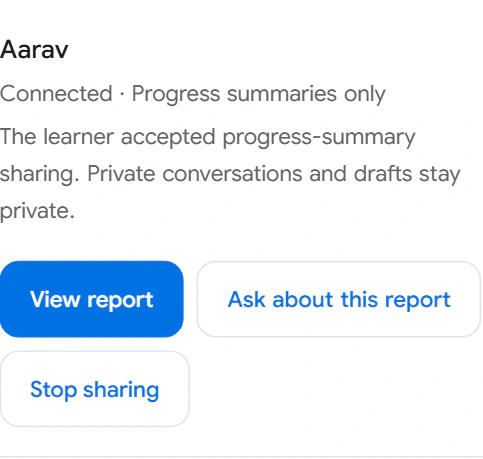 Aarav
Connected · Progress summaries only
The learner accepted progress-summary
sharing. Private conversations and drafts stay
private.
View report
Ask about this report
Stop sharing